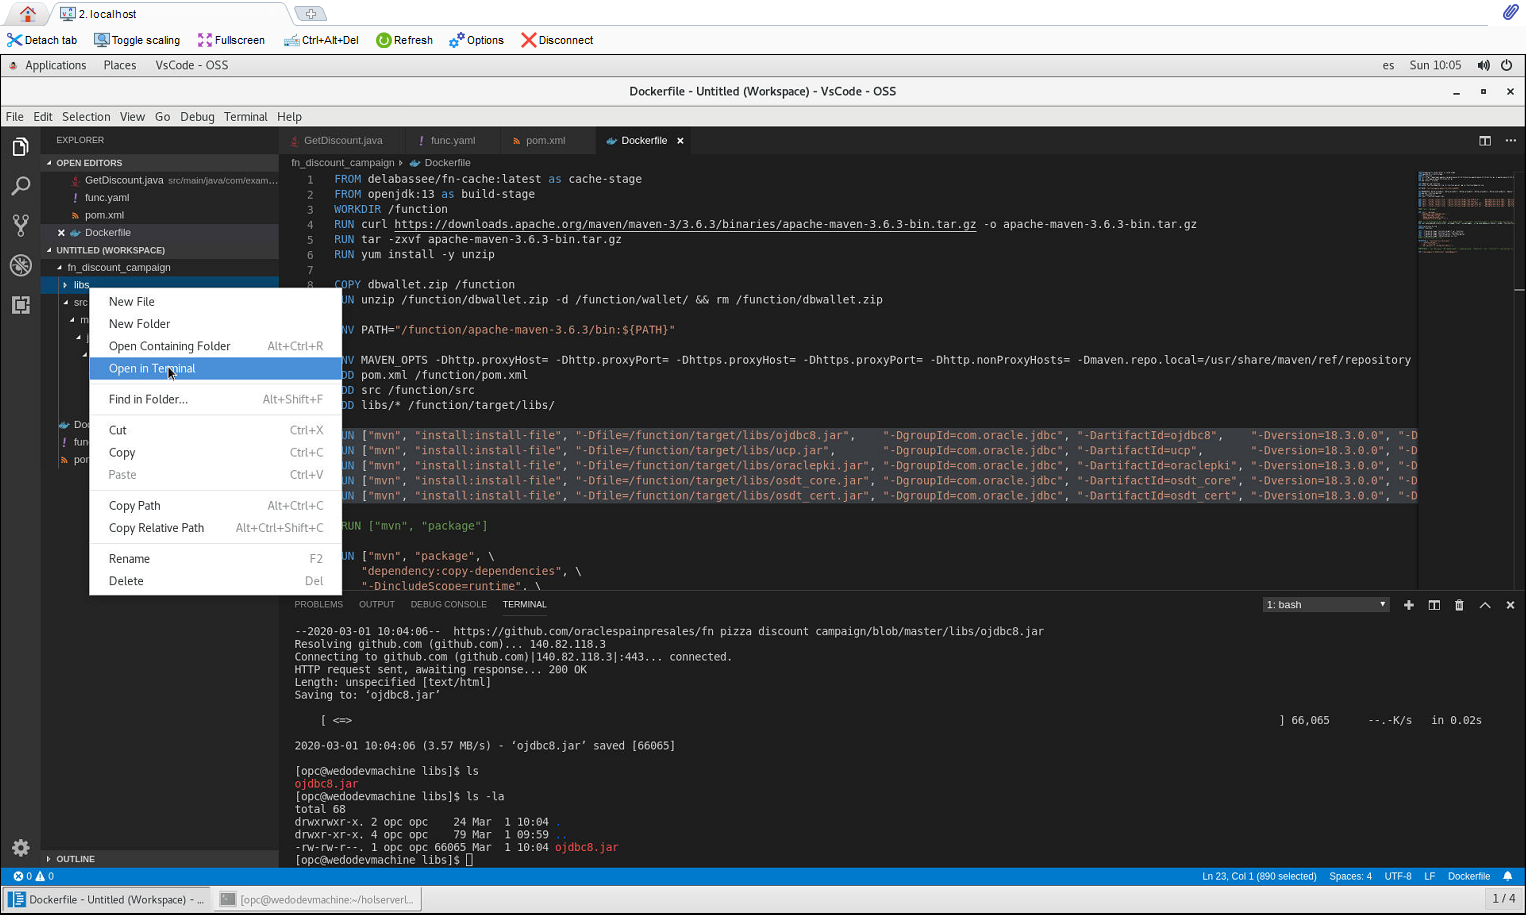 2. localhost
Detach tab
Toggle scaling
Fullscreen
Ctrl+Alt+Del
Refresh
Options
Disconnect
Applications Places VsCode - OSS
es Sun 10:05
Dockerfile - Untitled (Workspace) - VsCode - OSS
File Edit Selection View Go Debug Terminal Help
EXPLORER
OPEN EDITORS
GetDiscount.java src/main/java/com/exam...
func.yaml
pom.xml
Dockerfile
UNTITLED (WORKSPACE)
fn_discount_campaign
libs
src
m
j
Do
fun
pon
New File
New Folder
Open Containing Folder Alt+Ctrl+R
Open in Terminal
Find in Folder... Alt+Shift+F
Cut Ctrl+X
Copy Ctrl+C
Paste Ctrl+V
Copy Path Alt+Ctrl+C
Copy Relative Path Alt+Ctrl+Shift+C
Rename F2
Delete Del
OUTLINE
GetDiscount.java
func.yaml
pom.xml
Dockerfile
fn_discount_campaign Dockerfile
1 FROM delabassee/fn-cache:latest as cache-stage
2 FROM openjdk:13 as build-stage
3 WORKDIR /function
4 RUN curl https://downloads.apache.org/maven/maven-3/3.6.3/binaries/apache-maven-3.6.3-bin.tar.gz -o apache-maven-3.6.3-bin.tar.gz
5 RUN tar -zxvf apache-maven-3.6.3-bin.tar.gz
6 RUN yum install -y unzip
7
8 COPY dbwallet.zip /function
UN unzip /function/dbwallet.zip -d /function/wallet/ && rm /function/dbwallet.zip
NV PATH="/function/apache-maven-3.6.3/bin:${PATH}"
NV MAVEN_OPTS -Dhttp.proxyHost= -Dhttp.proxyPort= -Dhttps.proxyHost= -Dhttps.proxyPort= -Dhttp.nonProxyHosts= -Dmaven.repo.local=/usr/share/maven/ref/repository
DD pom.xml /function/pom.xml
DD src /function/src
DD libs/* /function/target/libs/
UN ["mvn", "install:install-file", "-Dfile=/function/target/libs/ojdbc8.jar", "-DgroupId=com.oracle.jdbc", "-DartifactId=ojdbc8", "-Dversion=18.3.0.0", "-D
UN ["mvn", "install:install-file", "-Dfile=/function/target/libs/ucp.jar", "-DgroupId=com.oracle.jdbc", "-DartifactId=ucp", "-Dversion=18.3.0.0", "-D
UN ["mvn", "install:install-file", "-Dfile=/function/target/libs/oraclepki.jar", "-DgroupId=com.oracle.jdbc", "-DartifactId=oraclepki", "-Dversion=18.3.0.0", "-D
UN ["mvn", "install:install-file", "-Dfile=/function/target/libs/osdt_core.jar", "-DgroupId=com.oracle.jdbc", "-DartifactId=osdt_core", "-Dversion=18.3.0.0", "-D
UN ["mvn", "install:install-file", "-Dfile=/function/target/libs/osdt_cert.jar", "-DgroupId=com.oracle.jdbc", "-DartifactId=osdt_cert", "-Dversion=18.3.0.0", "-D
RUN ["mvn", "package"]
UN ["mvn", "package", \
"dependency:copy-dependencies", \
"-DincludeScope=runtime", \
PROBLEMS OUTPUT DEBUG CONSOLE TERMINAL
1: bash
--2020-03-01 10:04:06-- https://github.com/oraclespainpresales/fn pizza discount campaign/blob/master/libs/ojdbc8.jar
Resolving github.com (github.com)... 140.82.118.3
Connecting to github.com (github.com)|140.82.118.3|:443... connected.
HTTP request sent, awaiting response... 200 OK
Length: unspecified [text/html]
Saving to: ‘ojdbc8.jar’
[ <=> ] 66,065 --.-K/s in 0.02s
2020-03-01 10:04:06 (3.57 MB/s) - ‘ojdbc8.jar’ saved [66065]
[opc@wedodevmachine libs]$ ls
ojdbc8.jar
[opc@wedodevmachine libs]$ ls -la
total 68
drwxrwxr-x. 2 opc opc 24 Mar 1 10:04 .
drwxr-xr-x. 4 opc opc 79 Mar 1 09:59 ..
-rw-rw-r--. 1 opc opc 66065 Mar 1 10:04 ojdbc8.jar
[opc@wedodevmachine libs]$
0 0
Ln 23, Col 1 (890 selected) Spaces: 4 UTF-8 LF Dockerfile
Dockerfile - Untitled (Workspace) - ...
[opc@wedodevmachine:~/holserverl...
1 / 4